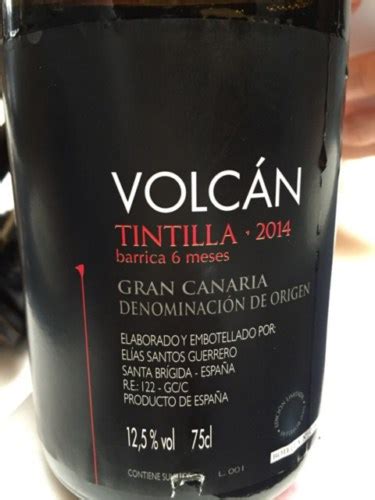 VOLCÁN
TINTILLA · 2014
barrica 6 meses
GRAN CANARIA
DENOMINACIÓN DE ORIGEN
ELABORADO Y EMBOTELLADO POR:
ELÍAS SANTOS GUERRERO
SANTA BRÍGIDA - ESPAÑA
R.E.: 122 - GC/C
PRODUCTO DE ESPAÑA
12,5% vol 75cl
CONTIENE L. 001